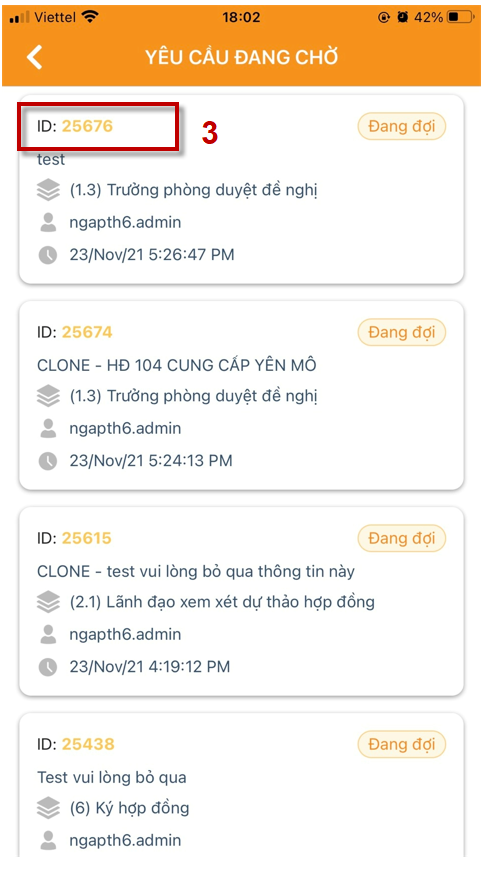 Viettel 18:02 42%
YÊU CẦU ĐANG CHỜ
ID: 25676 3 Đang đợi
test
(1.3) Trưởng phòng duyệt đề nghị
ngapth6.admin
23/Nov/21 5:26:47 PM
ID: 25674 Đang đợi
CLONE - HĐ 104 CUNG CẤP YÊN MÔ
(1.3) Trưởng phòng duyệt đề nghị
ngapth6.admin
23/Nov/21 5:24:13 PM
ID: 25615 Đang đợi
CLONE - test vui lòng bỏ qua thông tin này
(2.1) Lãnh đạo xem xét dự thảo hợp đồng
ngapth6.admin
23/Nov/21 4:19:12 PM
ID: 25438 Đang đợi
Test vui lòng bỏ qua
(6) Ký hợp đồng
ngapth6.admin